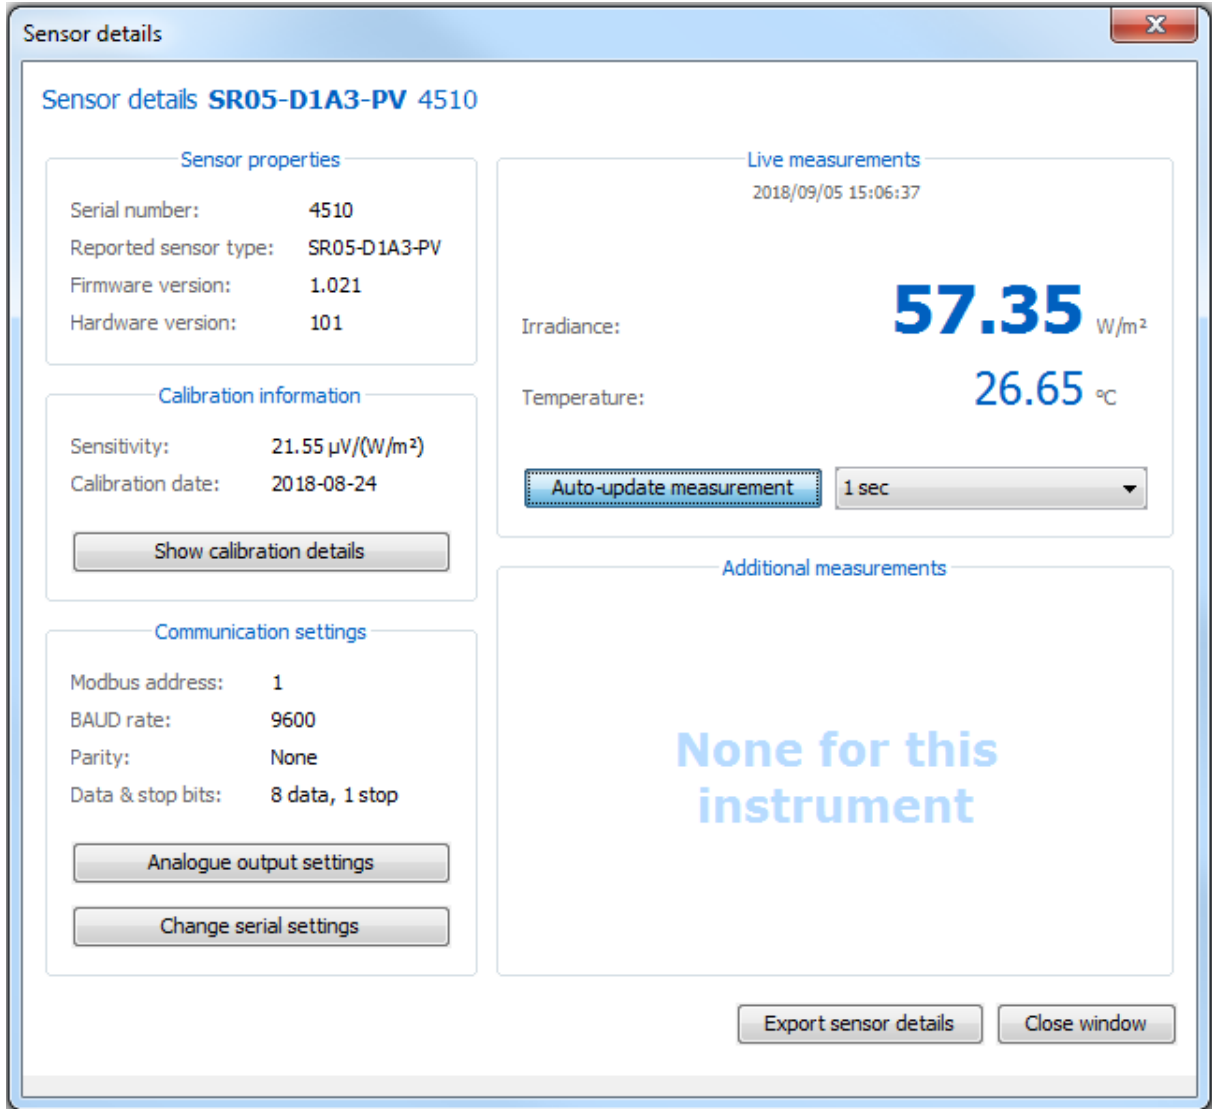 Sensor details
Sensor details SR05-D1A3-PV 4510
Sensor properties
Serial number: 4510
Reported sensor type: SR05-D1A3-PV
Firmware version: 1.021
Hardware version: 101
Calibration information
Sensitivity: 21.55 µV/(W/m²)
Calibration date: 2018-08-24
Show calibration details
Communication settings
Modbus address: 1
BAUD rate: 9600
Parity: None
Data & stop bits: 8 data, 1 stop
Analogue output settings
Change serial settings
Live measurements
2018/09/05 15:06:37
Irradiance: 57.35 W/m²
Temperature: 26.65 °C
Auto-update measurement 1 sec
Additional measurements
None for this
instrument
Export sensor details Close window